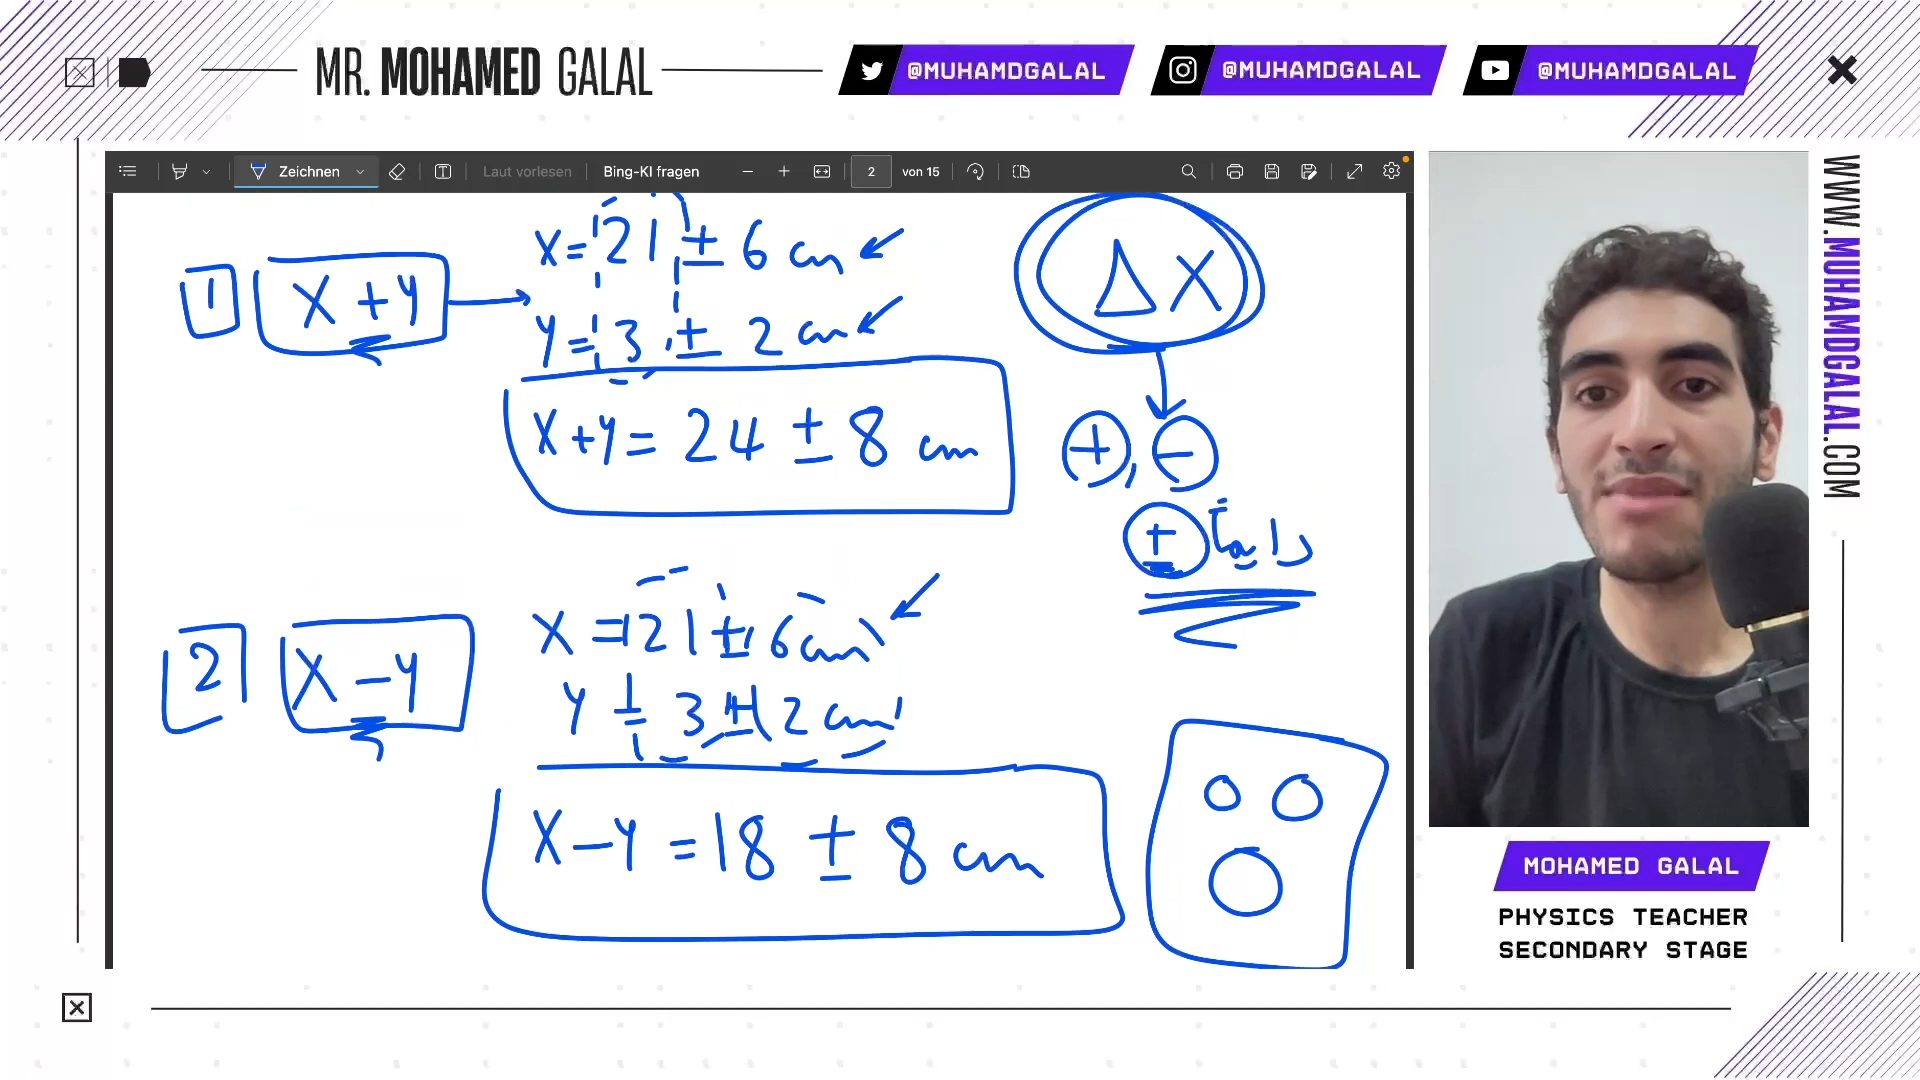 MR. MOHAMED GALAL
@MUHAMDGALAL
@MUHAMDGALAL
@MUHAMDGALAL
Zeichnen
Laut vorlesen
Bing-KI fragen
2 von 15
X = 21 ± 6 cm
1 X + Y
Y = 3 ± 2 cm
X + Y = 24 ± 8 cm
ΔX
+ , -
+
2 X - Y
X = 21 ± 6 cm
Y = 3 ± 2 cm
X - Y = 18 ± 8 cm
WWW.MUHAMDGALAL.COM
MOHAMED GALAL
PHYSICS TEACHER
SECONDARY STAGE